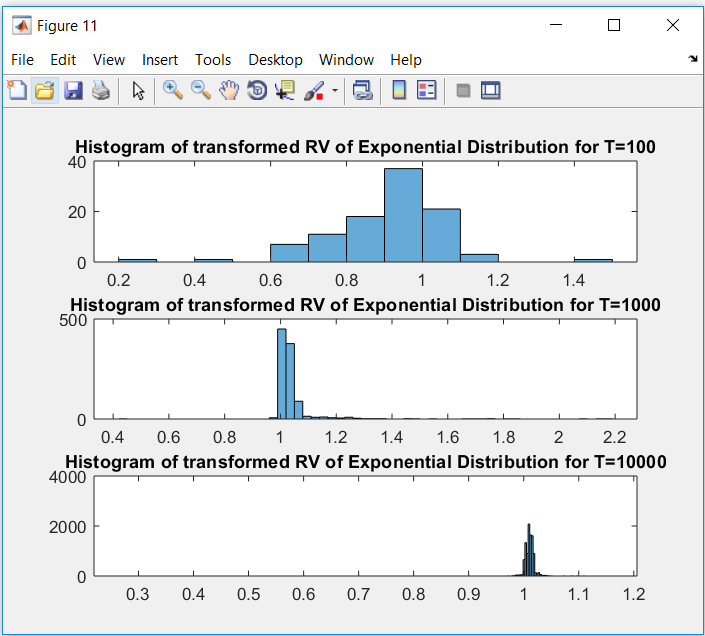 Figure 11
File Edit View Insert Tools Desktop Window Help
Histogram of transformed RV of Exponential Distribution for T=100
40
20
0
0.2 0.4 0.6 0.8 1 1.2 1.4
Histogram of transformed RV of Exponential Distribution for T=1000
500
0
0.4 0.6 0.8 1 1.2 1.4 1.6 1.8 2 2.2
Histogram of transformed RV of Exponential Distribution for T=10000
4000
2000
0
0.3 0.4 0.5 0.6 0.7 0.8 0.9 1 1.1 1.2